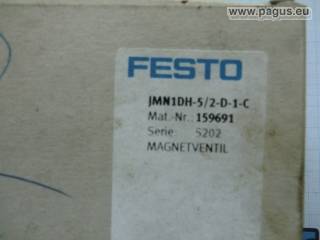 www.pagus.eu
FESTO
JMN1DH-5/2-D-1-C
Mat.-Nr.: 159691
Serie 5202
MAGNETVENTIL